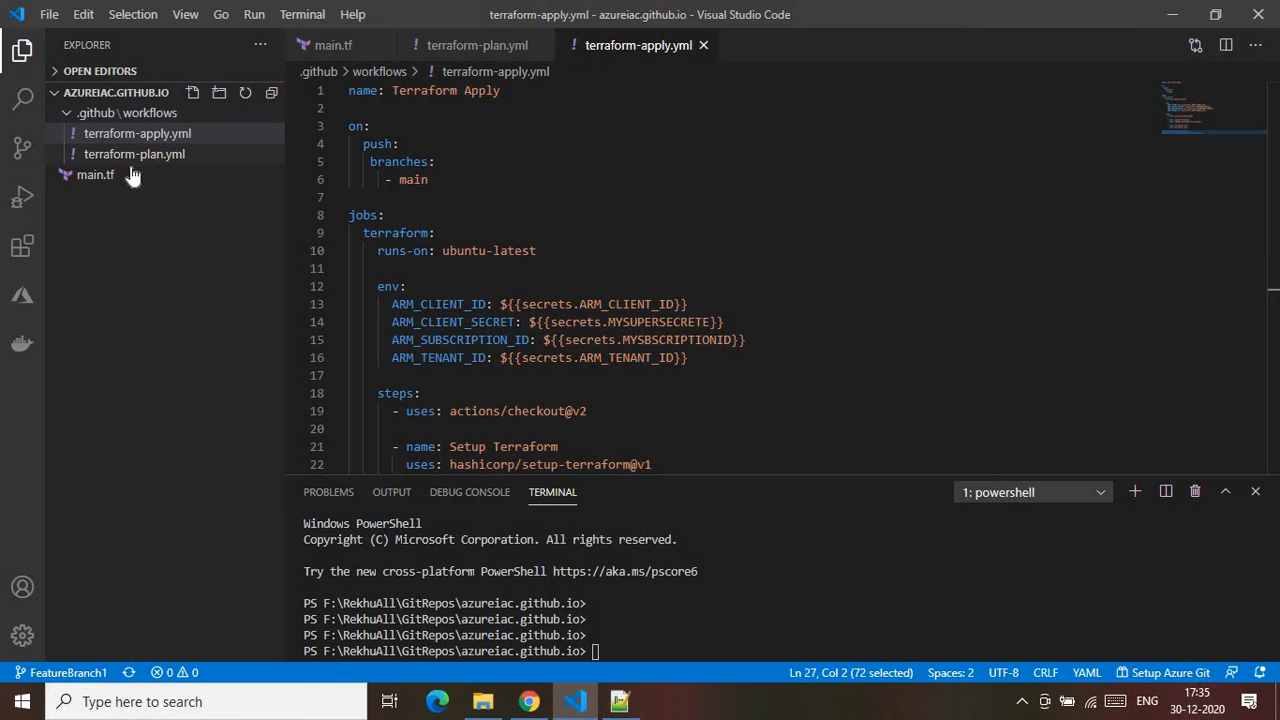 File Edit Selection View Go Run Terminal Help
terraform-apply.yml - azureiac.github.io - Visual Studio Code
EXPLORER
OPEN EDITORS
AZUREIAC.GITHUB.IO
.github\workflows
! terraform-apply.yml
! terraform-plan.yml
main.tf
main.tf
! terraform-plan.yml
! terraform-apply.yml
.github > workflows > ! terraform-apply.yml
1 name: Terraform Apply
2
3 on:
4 push:
5 branches:
6 - main
7
8 jobs:
9 terraform:
10 runs-on: ubuntu-latest
11
12 env:
13 ARM_CLIENT_ID: ${{secrets.ARM_CLIENT_ID}}
14 ARM_CLIENT_SECRET: ${{secrets.MYSUPERSECRETE}}
15 ARM_SUBSCRIPTION_ID: ${{secrets.MYSBSCRIPTIONID}}
16 ARM_TENANT_ID: ${{secrets.ARM_TENANT_ID}}
17
18 steps:
19 - uses: actions/checkout@v2
20
21 - name: Setup Terraform
22 uses: hashicorp/setup-terraform@v1
PROBLEMS OUTPUT DEBUG CONSOLE TERMINAL
1: powershell
Windows PowerShell
Copyright (C) Microsoft Corporation. All rights reserved.
Try the new cross-platform PowerShell https://aka.ms/pscore6
PS F:\RekhuAll\GitRepos\azureiac.github.io>
PS F:\RekhuAll\GitRepos\azureiac.github.io>
PS F:\RekhuAll\GitRepos\azureiac.github.io>
PS F:\RekhuAll\GitRepos\azureiac.github.io>
FeatureBranch1 0 0 Ln 27, Col 2 (72 selected) Spaces: 2 UTF-8 CRLF YAML Setup Azure Git
Type here to search
ENG
17:35
30-12-2020